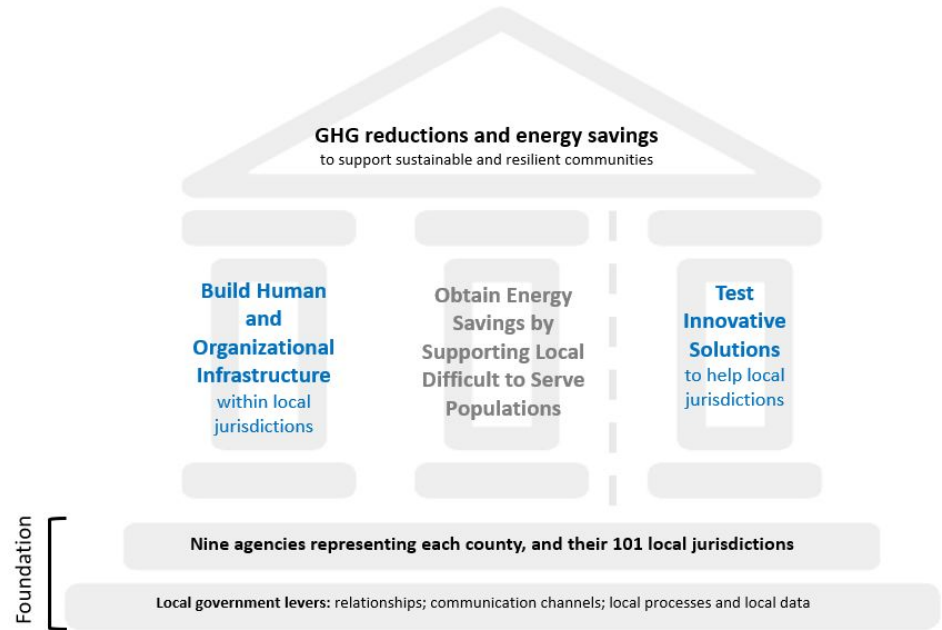 GHG reductions and energy savings
to support sustainable and resilient communities
Build Human
and
Organizational
Infrastructure
within local
jurisdictions
Obtain Energy
Savings by
Supporting Local
Difficult to Serve
Populations
Test
Innovative
Solutions
to help local
jurisdictions
Foundation
Nine agencies representing each county, and their 101 local jurisdictions
Local government levers: relationships; communication channels; local processes and local data